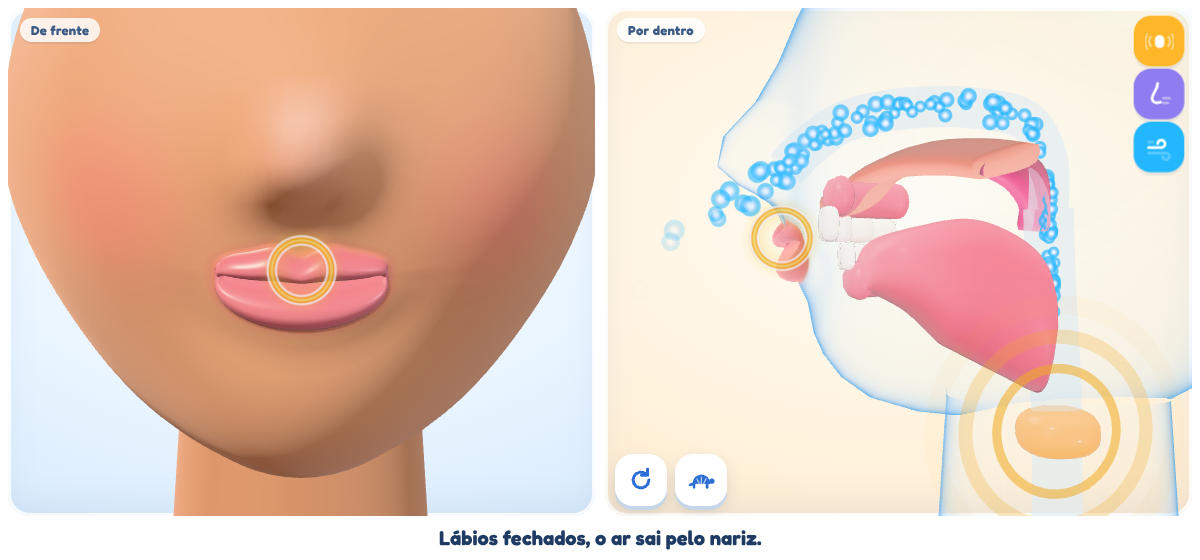 De frente
Por dentro
Lábios fechados, o ar sai pelo nariz.